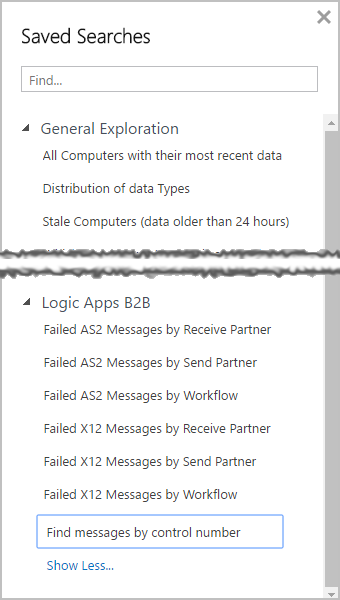 Saved Searches
Find...
General Exploration
All Computers with their most recent data
Distribution of data Types
Stale Computers (data older than 24 hours)
Logic Apps B2B
Failed AS2 Messages by Receive Partner
Failed AS2 Messages by Send Partner
Failed AS2 Messages by Workflow
Failed X12 Messages by Receive Partner
Failed X12 Messages by Send Partner
Failed X12 Messages by Workflow
Find messages by control number
Show Less...